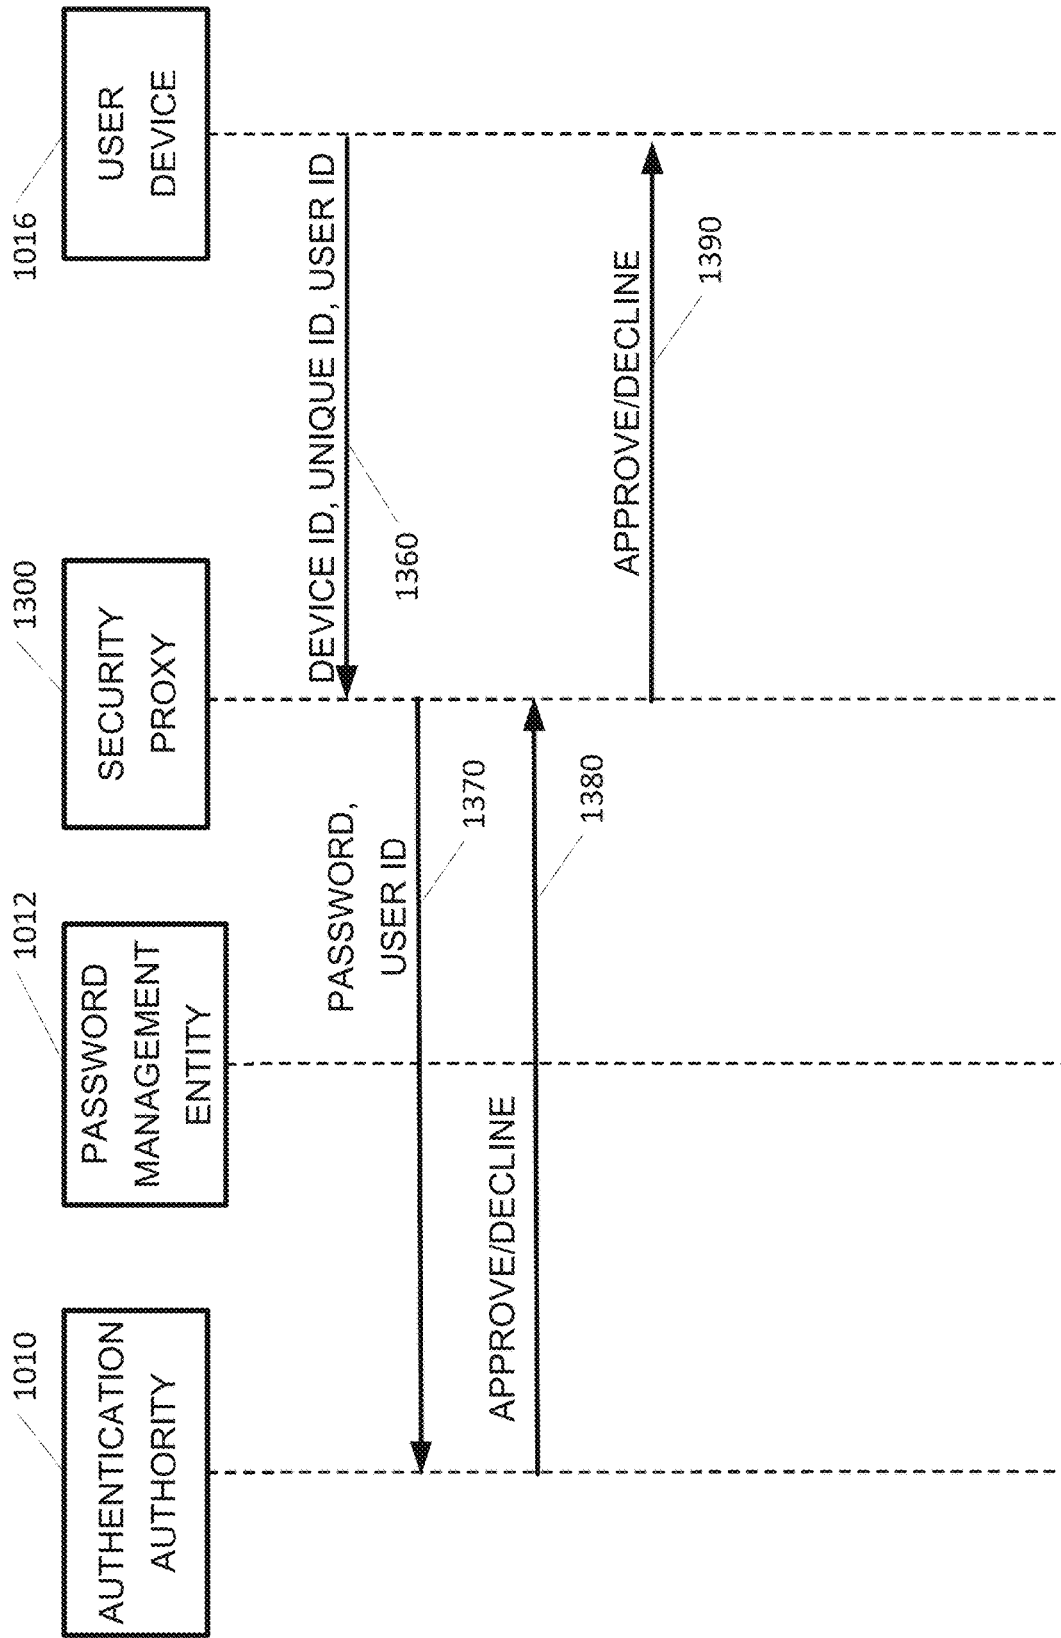 1010
AUTHENTICATION
AUTHORITY
1012
PASSWORD
MANAGEMENT
ENTITY
1300
SECURITY
PROXY
1016
USER
DEVICE
DEVICE ID, UNIQUE ID, USER ID
1360
PASSWORD,
USER ID
1370
APPROVE/DECLINE
1380
APPROVE/DECLINE
1390